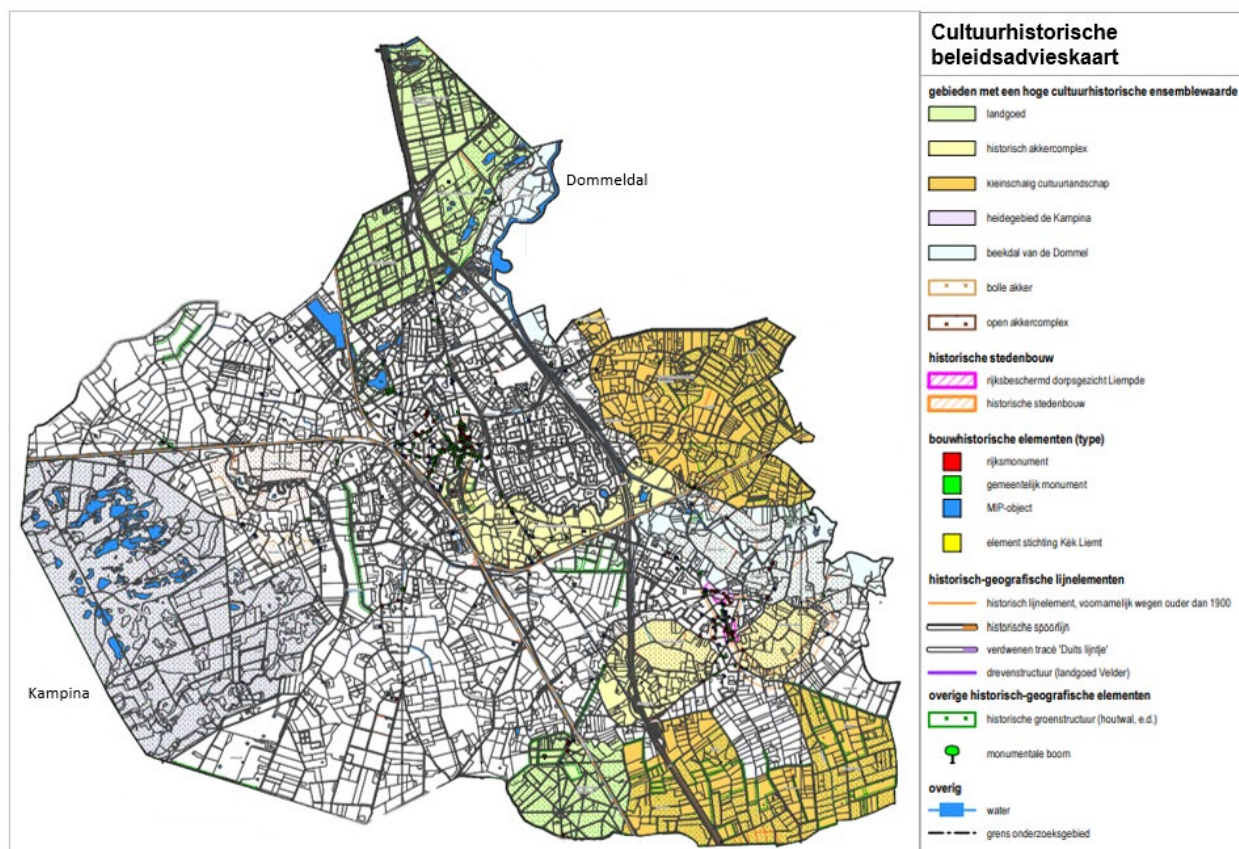 Dommeldal
Kampina
Cultuurhistorische
beleidsadvieskaart
gebieden met een hoge cultuurhistorische ensemblewaarde
landgoed
historisch akkercomplex
kleinschalig cultuurlandschap
heidegebied de Kampina
beekdal van de Dommel
bolle akker
open akkercomplex
historische stedenbouw
rijksbeschermd dorpsgezicht Liempde
historische stedenbouw
bouwhistorische elementen (type)
rijksmonument
gemeentelijk monument
MIP-object
element stichting Kèk Liemt
historisch-geografische lijnelementen
historisch lijnelement, voornamelijk wegen ouder dan 1900
historische spoorlijn
verdwenen tracé 'Duits lijntje'
drevenstructuur (landgoed Velder)
overige historisch-geografische elementen
historische groenstructuur (houtwal, e.d.)
monumentale boom
overig
water
grens onderzoeksgebied